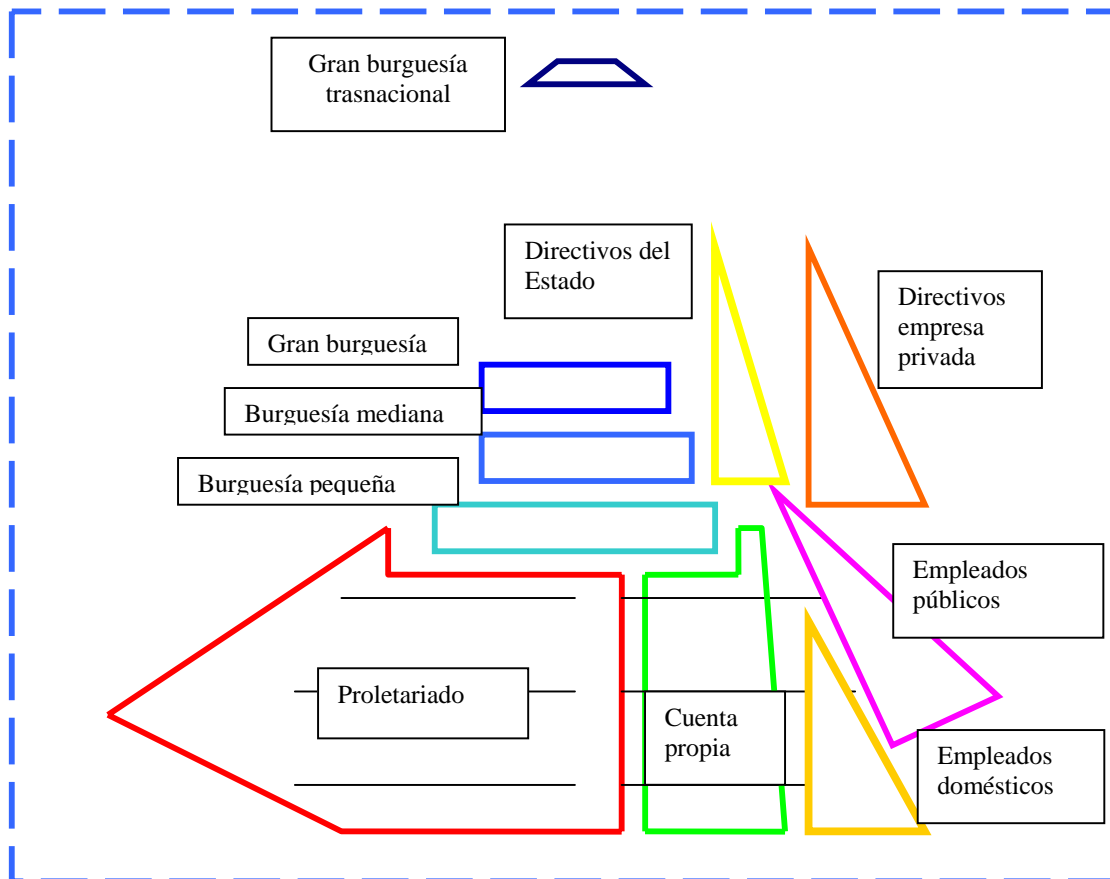 Gran burguesía
trasnacional
Directivos del
Estado
Directivos
empresa
privada
Gran burguesía
Burguesía mediana
Burguesía pequeña
Empleados
públicos
Proletariado
Cuenta
propia
Empleados
domésticos